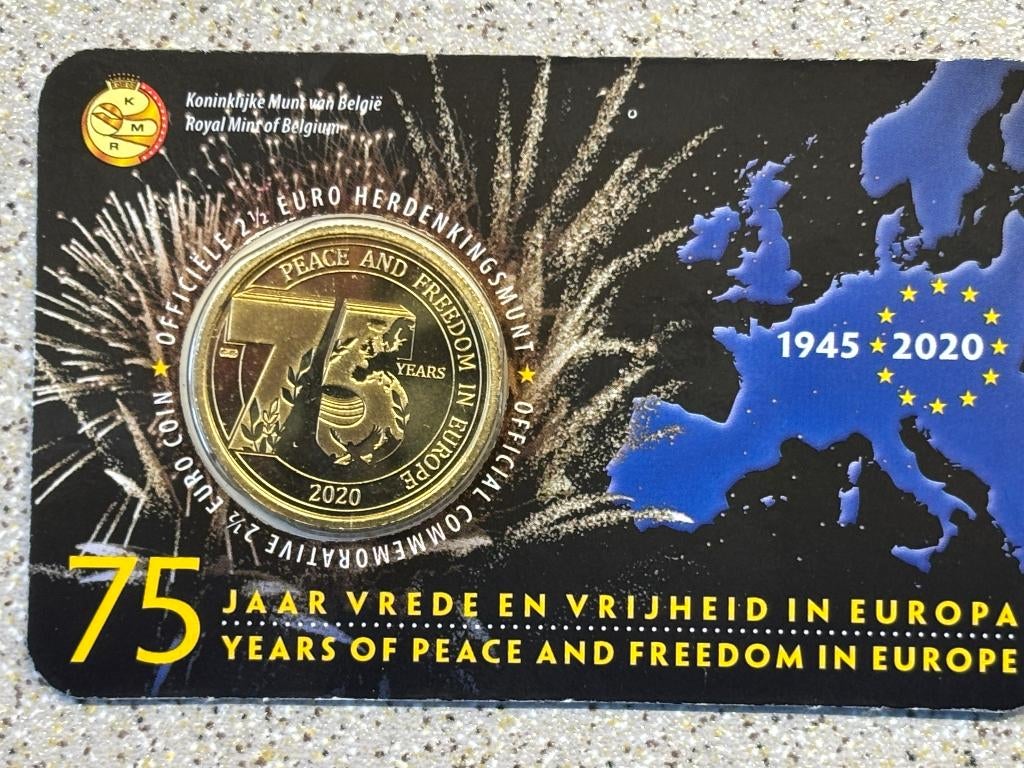 KMR
Koninklijke Munt van België
Royal Mint of Belgium
OFFICIËLE 2½ EURO HERDENKINGSMUNT
OFFICIAL COMMEMORATIVE 2½ EURO COIN
PEACE AND FREEDOM IN EUROPE
75
YEARS
2020
1945 2020
75
JAAR VREDE EN VRIJHEID IN EUROPA
YEARS OF PEACE AND FREEDOM IN EUROPE